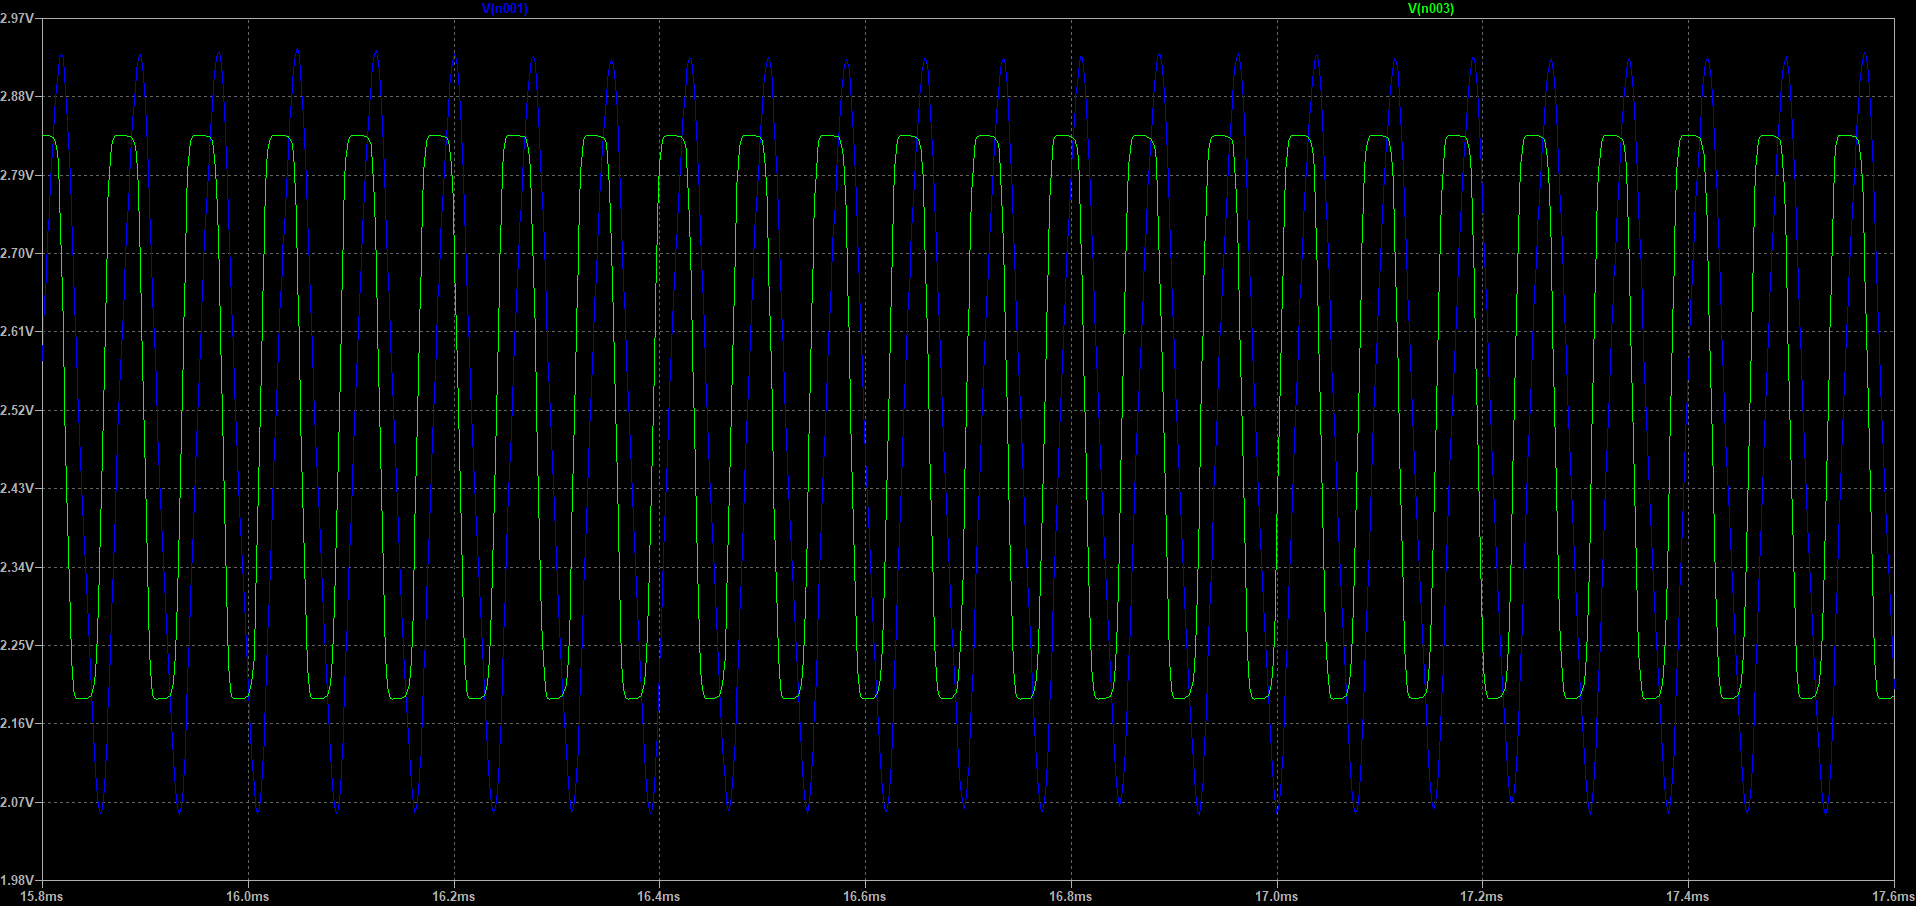 V(n001) V(n003)
2.97V
2.88V
2.79V
2.70V
2.61V
2.52V
2.43V
2.34V
2.25V
2.16V
2.07V
1.98V
15.8ms 16.0ms 16.2ms 16.4ms 16.6ms 16.8ms 17.0ms 17.2ms 17.4ms 17.6ms